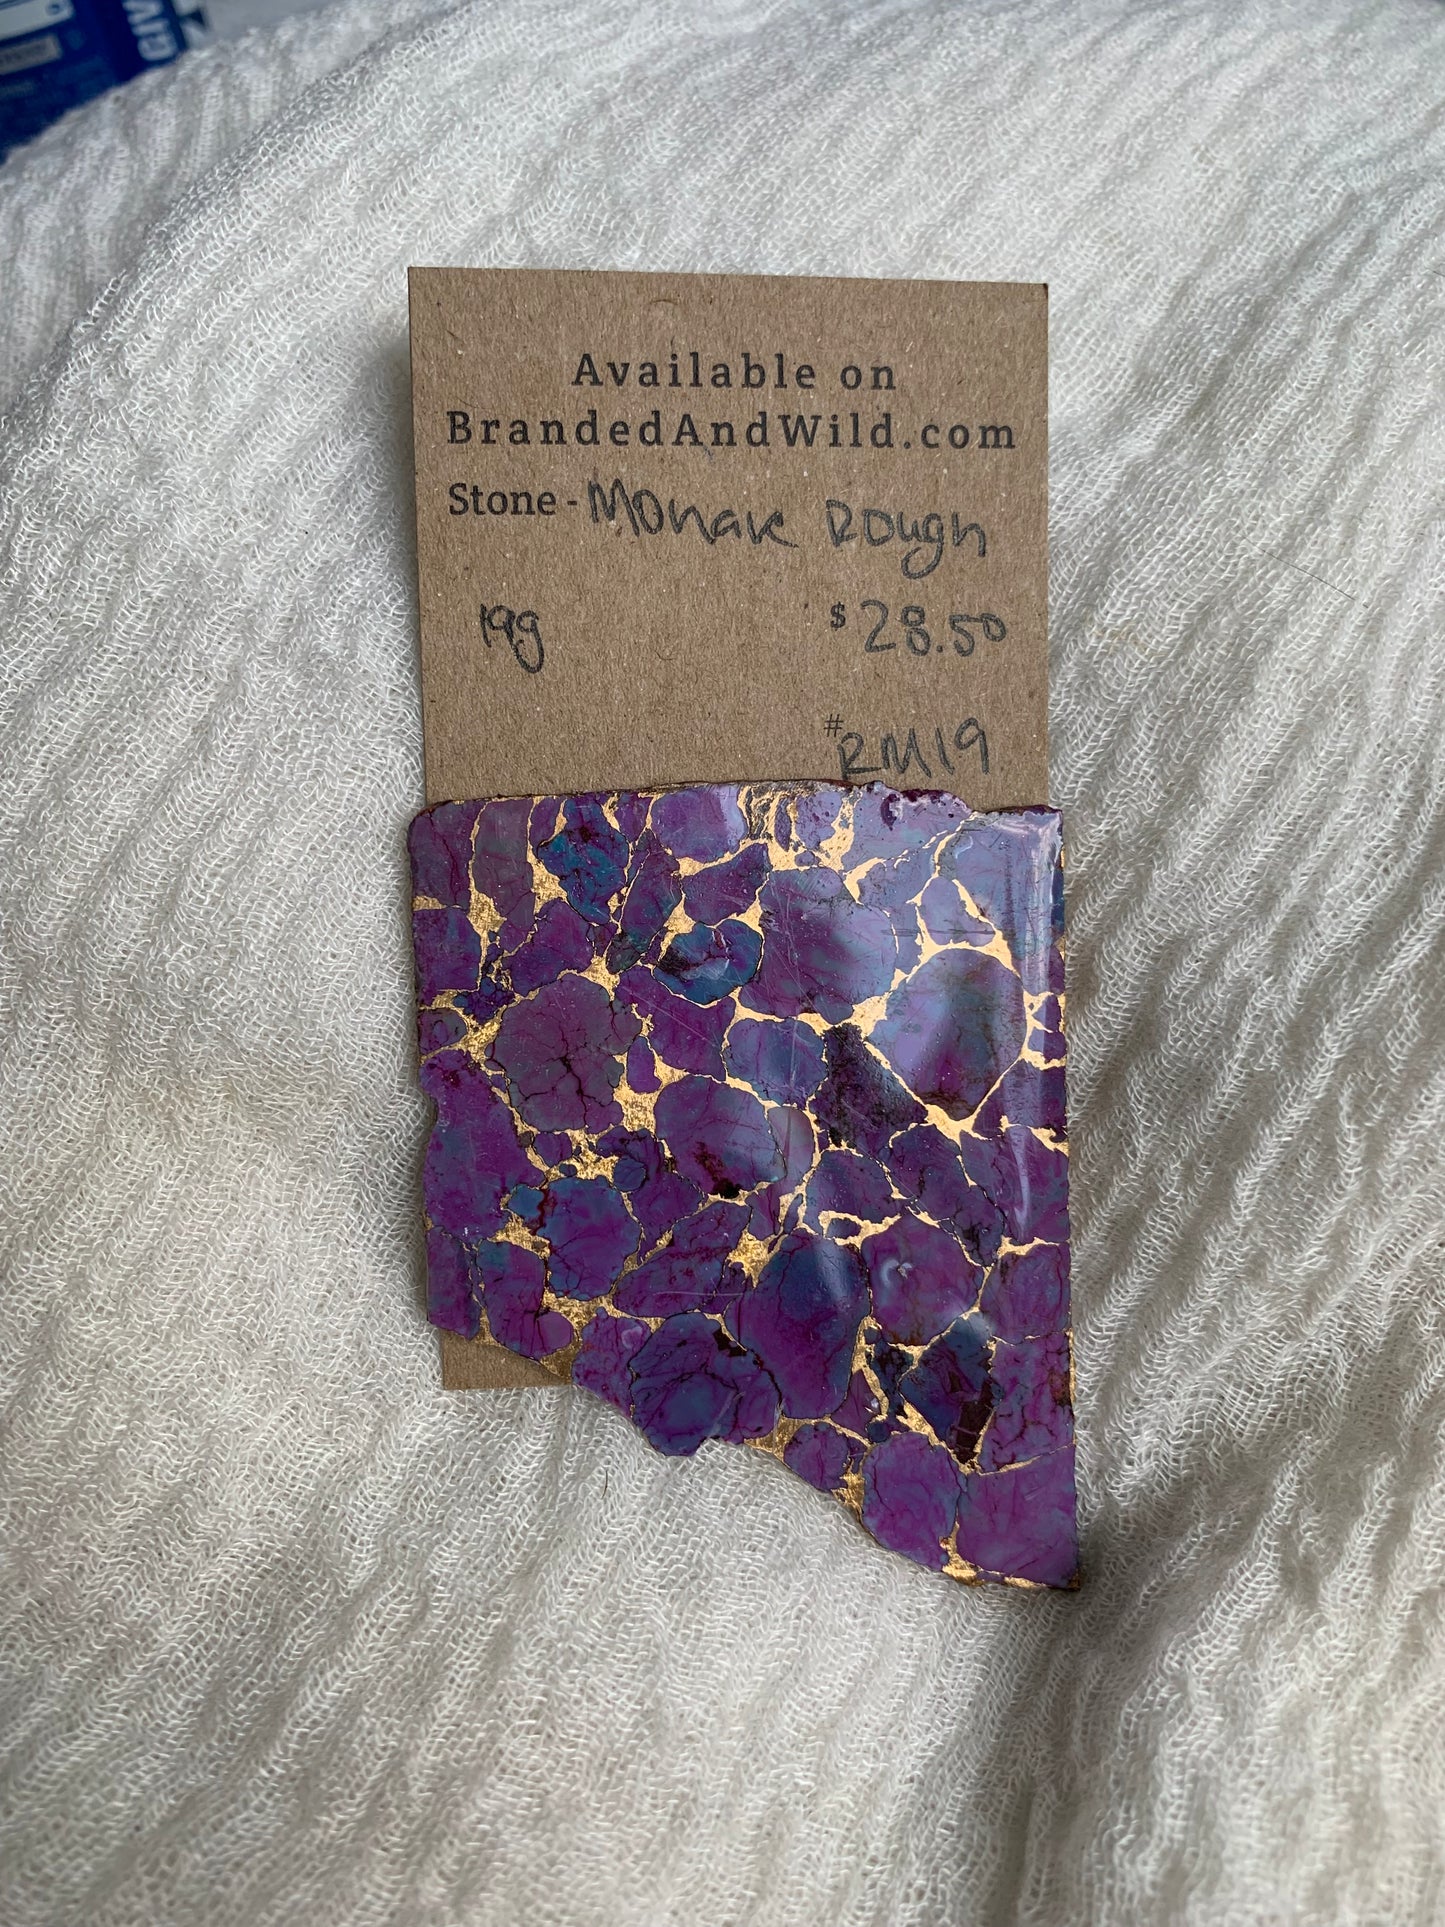 Available on
BrandedAndWild.com
Stone - Mohave Rough
19g
$28.50
#RM19